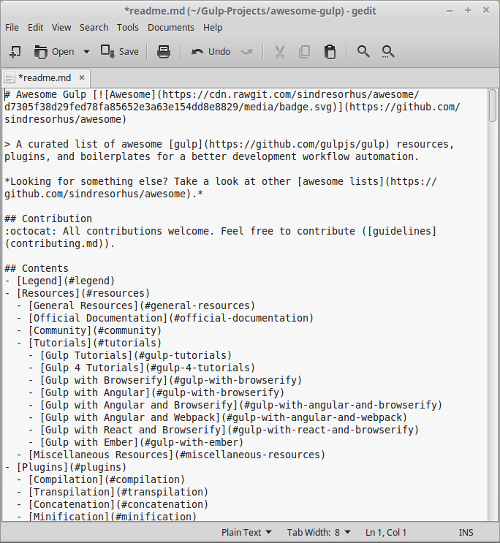 *readme.md (~/Gulp-Projects/awesome-gulp) - gedit
File Edit View Search Tools Documents Help
Open Save Undo
*readme.md
# Awesome Gulp [![Awesome](https://cdn.rawgit.com/sindresorhus/awesome/
d7305f38d29fed78fa85652e3a63e154dd8e8829/media/badge.svg)](https://github.com/
sindresorhus/awesome)
> A curated list of awesome [gulp](https://github.com/gulpjs/gulp) resources,
plugins, and boilerplates for a better development workflow automation.
*Looking for something else? Take a look at other [awesome lists](https://
github.com/sindresorhus/awesome).*
## Contribution
:octocat: All contributions welcome. Feel free to contribute ([guidelines]
(contributing.md)).
## Contents
- [Legend](#legend)
- [Resources](#resources)
- [General Resources](#general-resources)
- [Official Documentation](#official-documentation)
- [Community](#community)
- [Tutorials](#tutorials)
- [Gulp Tutorials](#gulp-tutorials)
- [Gulp 4 Tutorials](#gulp-4-tutorials)
- [Gulp with Browserify](#gulp-with-browserify)
- [Gulp with Angular](#gulp-with-browserify)
- [Gulp with Angular and Browserify](#gulp-with-angular-and-browserify)
- [Gulp with Angular and Webpack](#gulp-with-angular-and-webpack)
- [Gulp with React and Browserify](#gulp-with-react-and-browserify)
- [Gulp with Ember](#gulp-with-ember)
- [Miscellaneous Resources](#miscellaneous-resources)
- [Plugins](#plugins)
- [Compilation](#compilation)
- [Transpilation](#transpilation)
- [Concatenation](#concatenation)
- [Minification](#minification)
Plain Text Tab Width: 8 Ln 1, Col 1 INS